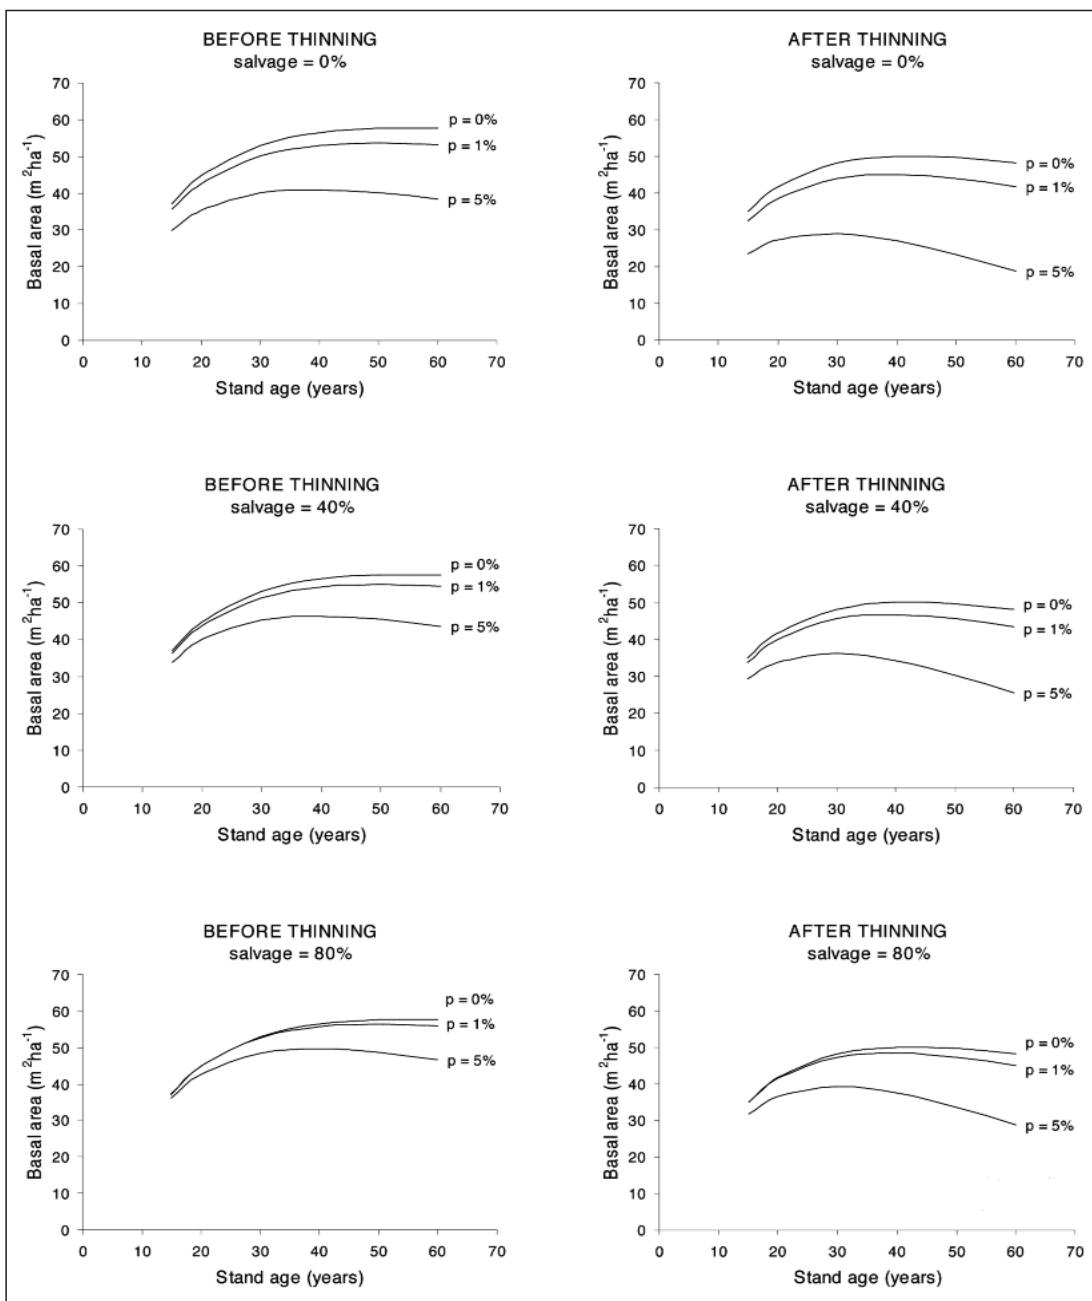 BEFORE THINNING
salvage = 0%
70
60
50
40
30
20
10
0
Basal area (m²ha⁻¹)
p = 0%
p = 1%
p = 5%
0 10 20 30 40 50 60 70
Stand age (years)
AFTER THINNING
salvage = 0%
70
60
50
40
30
20
10
0
Basal area (m²ha⁻¹)
p = 0%
p = 1%
p = 5%
0 10 20 30 40 50 60 70
Stand age (years)
BEFORE THINNING
salvage = 40%
70
60
50
40
30
20
10
0
Basal area (m²ha⁻¹)
p = 0%
p = 1%
p = 5%
0 10 20 30 40 50 60 70
Stand age (years)
AFTER THINNING
salvage = 40%
70
60
50
40
30
20
10
0
Basal area (m²ha⁻¹)
p = 0%
p = 1%
p = 5%
0 10 20 30 40 50 60 70
Stand age (years)
BEFORE THINNING
salvage = 80%
70
60
50
40
30
20
10
0
Basal area (m²ha⁻¹)
p = 0%
p = 1%
p = 5%
0 10 20 30 40 50 60 70
Stand age (years)
AFTER THINNING
salvage = 80%
70
60
50
40
30
20
10
0
Basal area (m²ha⁻¹)
p = 0%
p = 1%
p = 5%
0 10 20 30 40 50 60 70
Stand age (years)